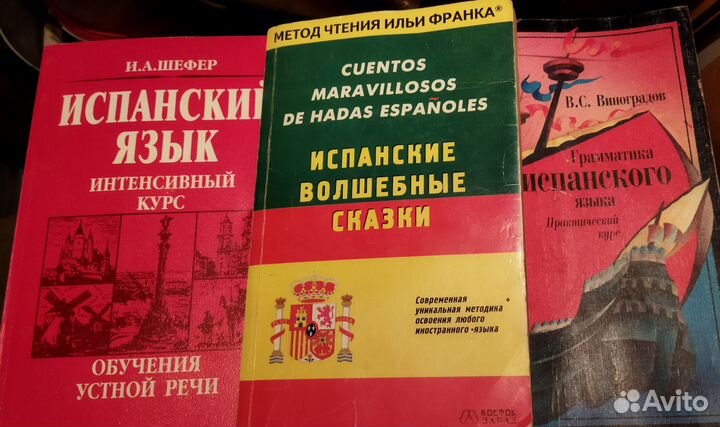 И.А.ШЕФЕР
ИСПАНСКИЙ
ЯЗЫК
ИНТЕНСИВНЫЙ
КУРС
ОБУЧЕНИЯ
УСТНОЙ РЕЧИ
МЕТОД ЧТЕНИЯ ИЛЬИ ФРАНКА®
CUENTOS
MARAVILLOSOS
DE HADAS ESPAÑOLES
ИСПАНСКИЕ
ВОЛШЕБНЫЕ
СКАЗКИ
Современная
уникальная методика
освоения любого
иностранного языка
ВОСТОК
ЗАПАД
В.С. Виноградов
Грамматика
испанского
языка
Практический
курс
Avito